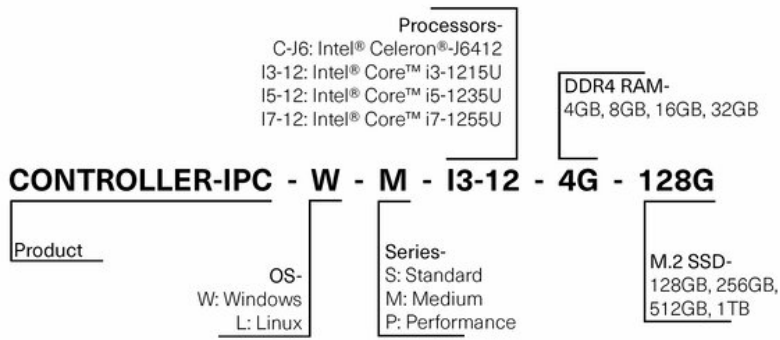 Processors-
C-J6: Intel® Celeron®-J6412
I3-12: Intel® Core™ i3-1215U
I5-12: Intel® Core™ i5-1235U
I7-12: Intel® Core™ i7-1255U
DDR4 RAM-
4GB, 8GB, 16GB, 32GB
CONTROLLER-IPC - W - M - I3-12 - 4G - 128G
Product
OS-
W: Windows
L: Linux
Series-
S: Standard
M: Medium
P: Performance
M.2 SSD-
128GB, 256GB,
512GB, 1TB